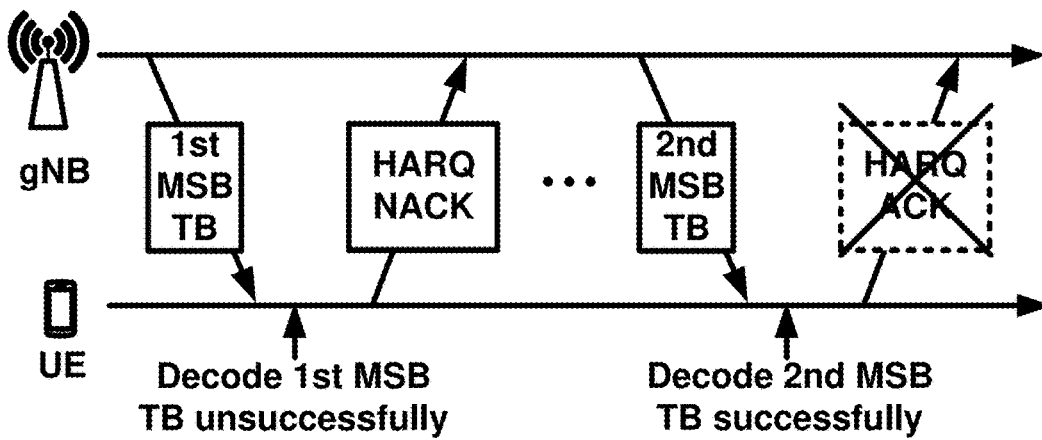 gNB
1st
MSB
TB
HARQ
NACK
...
2nd
MSB
TB
HARQ
ACK
UE
Decode 1st MSB
TB unsuccessfully
Decode 2nd MSB
TB successfully